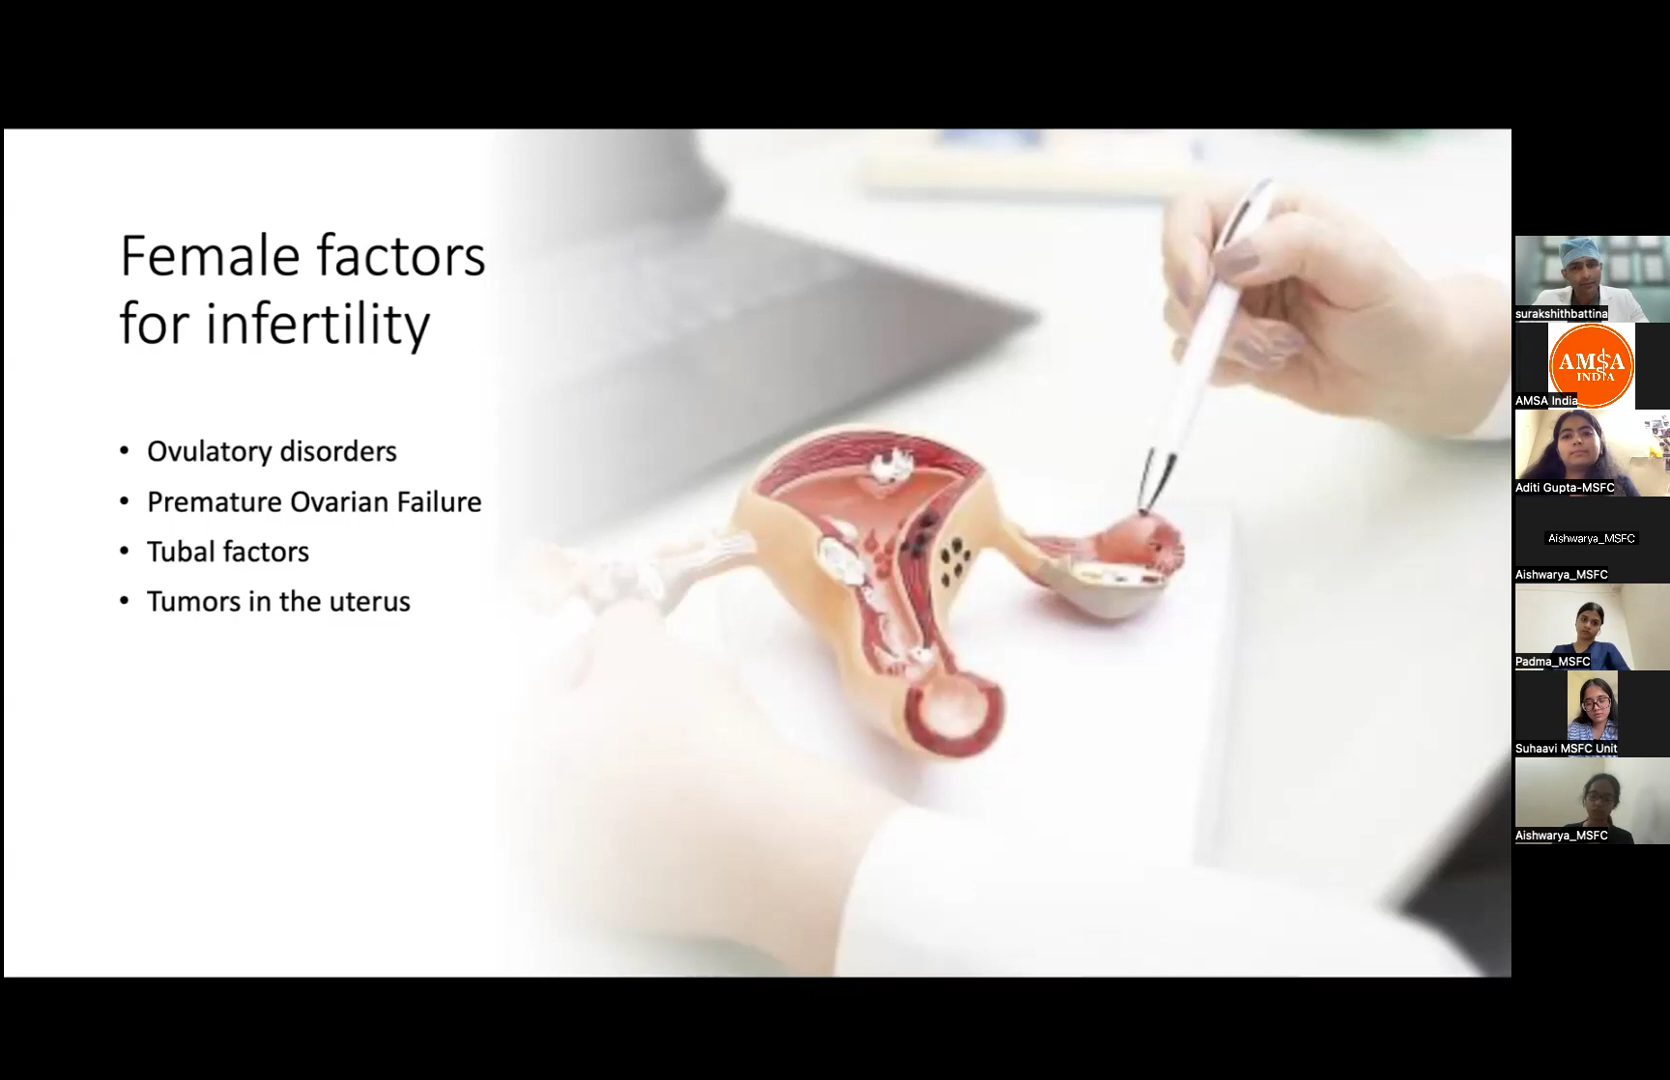 Female factors
for infertility
• Ovulatory disorders
• Premature Ovarian Failure
• Tubal factors
• Tumors in the uterus
surakshithbattina
AMSA
INDIA
AMSA India
Aditi Gupta-MSFC
Aishwarya_MSFC
Aishwarya_MSFC
Padma_MSFC
Suhaavi MSFC Unit
Aishwarya_MSFC